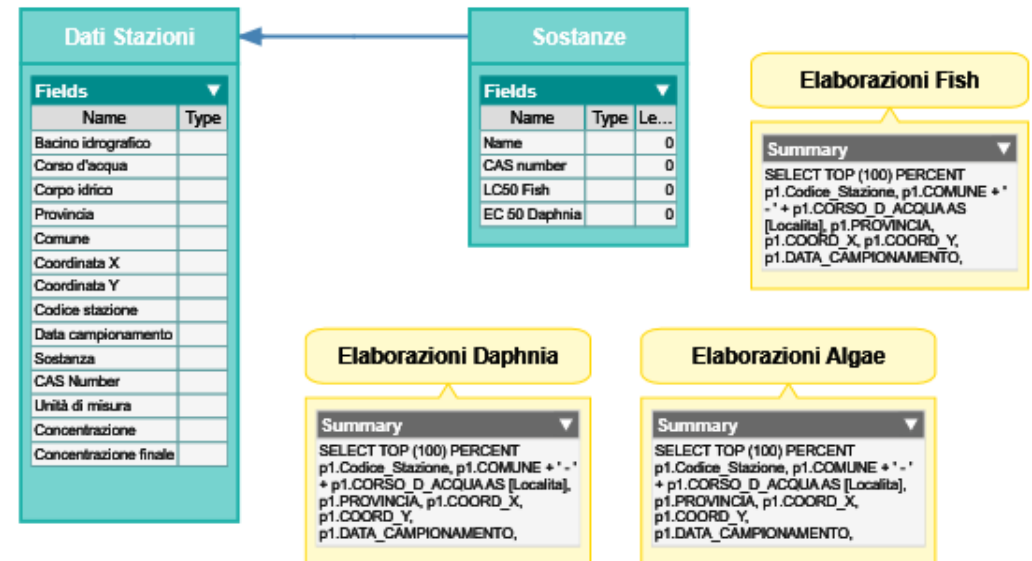 Dati Stazioni
Fields
Name Type
Bacino idrografico
Corso d'acqua
Corpo idrico
Provincia
Comune
Coordinata X
Coordinata Y
Codice stazione
Data campionamento
Sostanza
CAS Number
Unità di misura
Concentrazione
Concentrazione finale
Sostanze
Fields
Name Type Le...
Name 0
CAS number 0
LC50 Fish 0
EC 50 Daphnia 0
Elaborazioni Fish
Summary
SELECT TOP (100) PERCENT
p1.Codice_Stazione, p1.COMUNE + '
- ' + p1.CORSO_D_ACQUA AS
[Localita], p1.PROVINCIA,
p1.COORD_X, p1.COORD_Y,
p1.DATA_CAMPIONAMENTO,
Elaborazioni Daphnia
Summary
SELECT TOP (100) PERCENT
p1.Codice_Stazione, p1.COMUNE + ' - '
+ p1.CORSO_D_ACQUA AS [Localita],
p1.PROVINCIA, p1.COORD_X,
p1.COORD_Y,
p1.DATA_CAMPIONAMENTO,
Elaborazioni Algae
Summary
SELECT TOP (100) PERCENT
p1.Codice_Stazione, p1.COMUNE + ' - '
+ p1.CORSO_D_ACQUA AS [Localita],
p1.PROVINCIA, p1.COORD_X,
p1.COORD_Y,
p1.DATA_CAMPIONAMENTO,